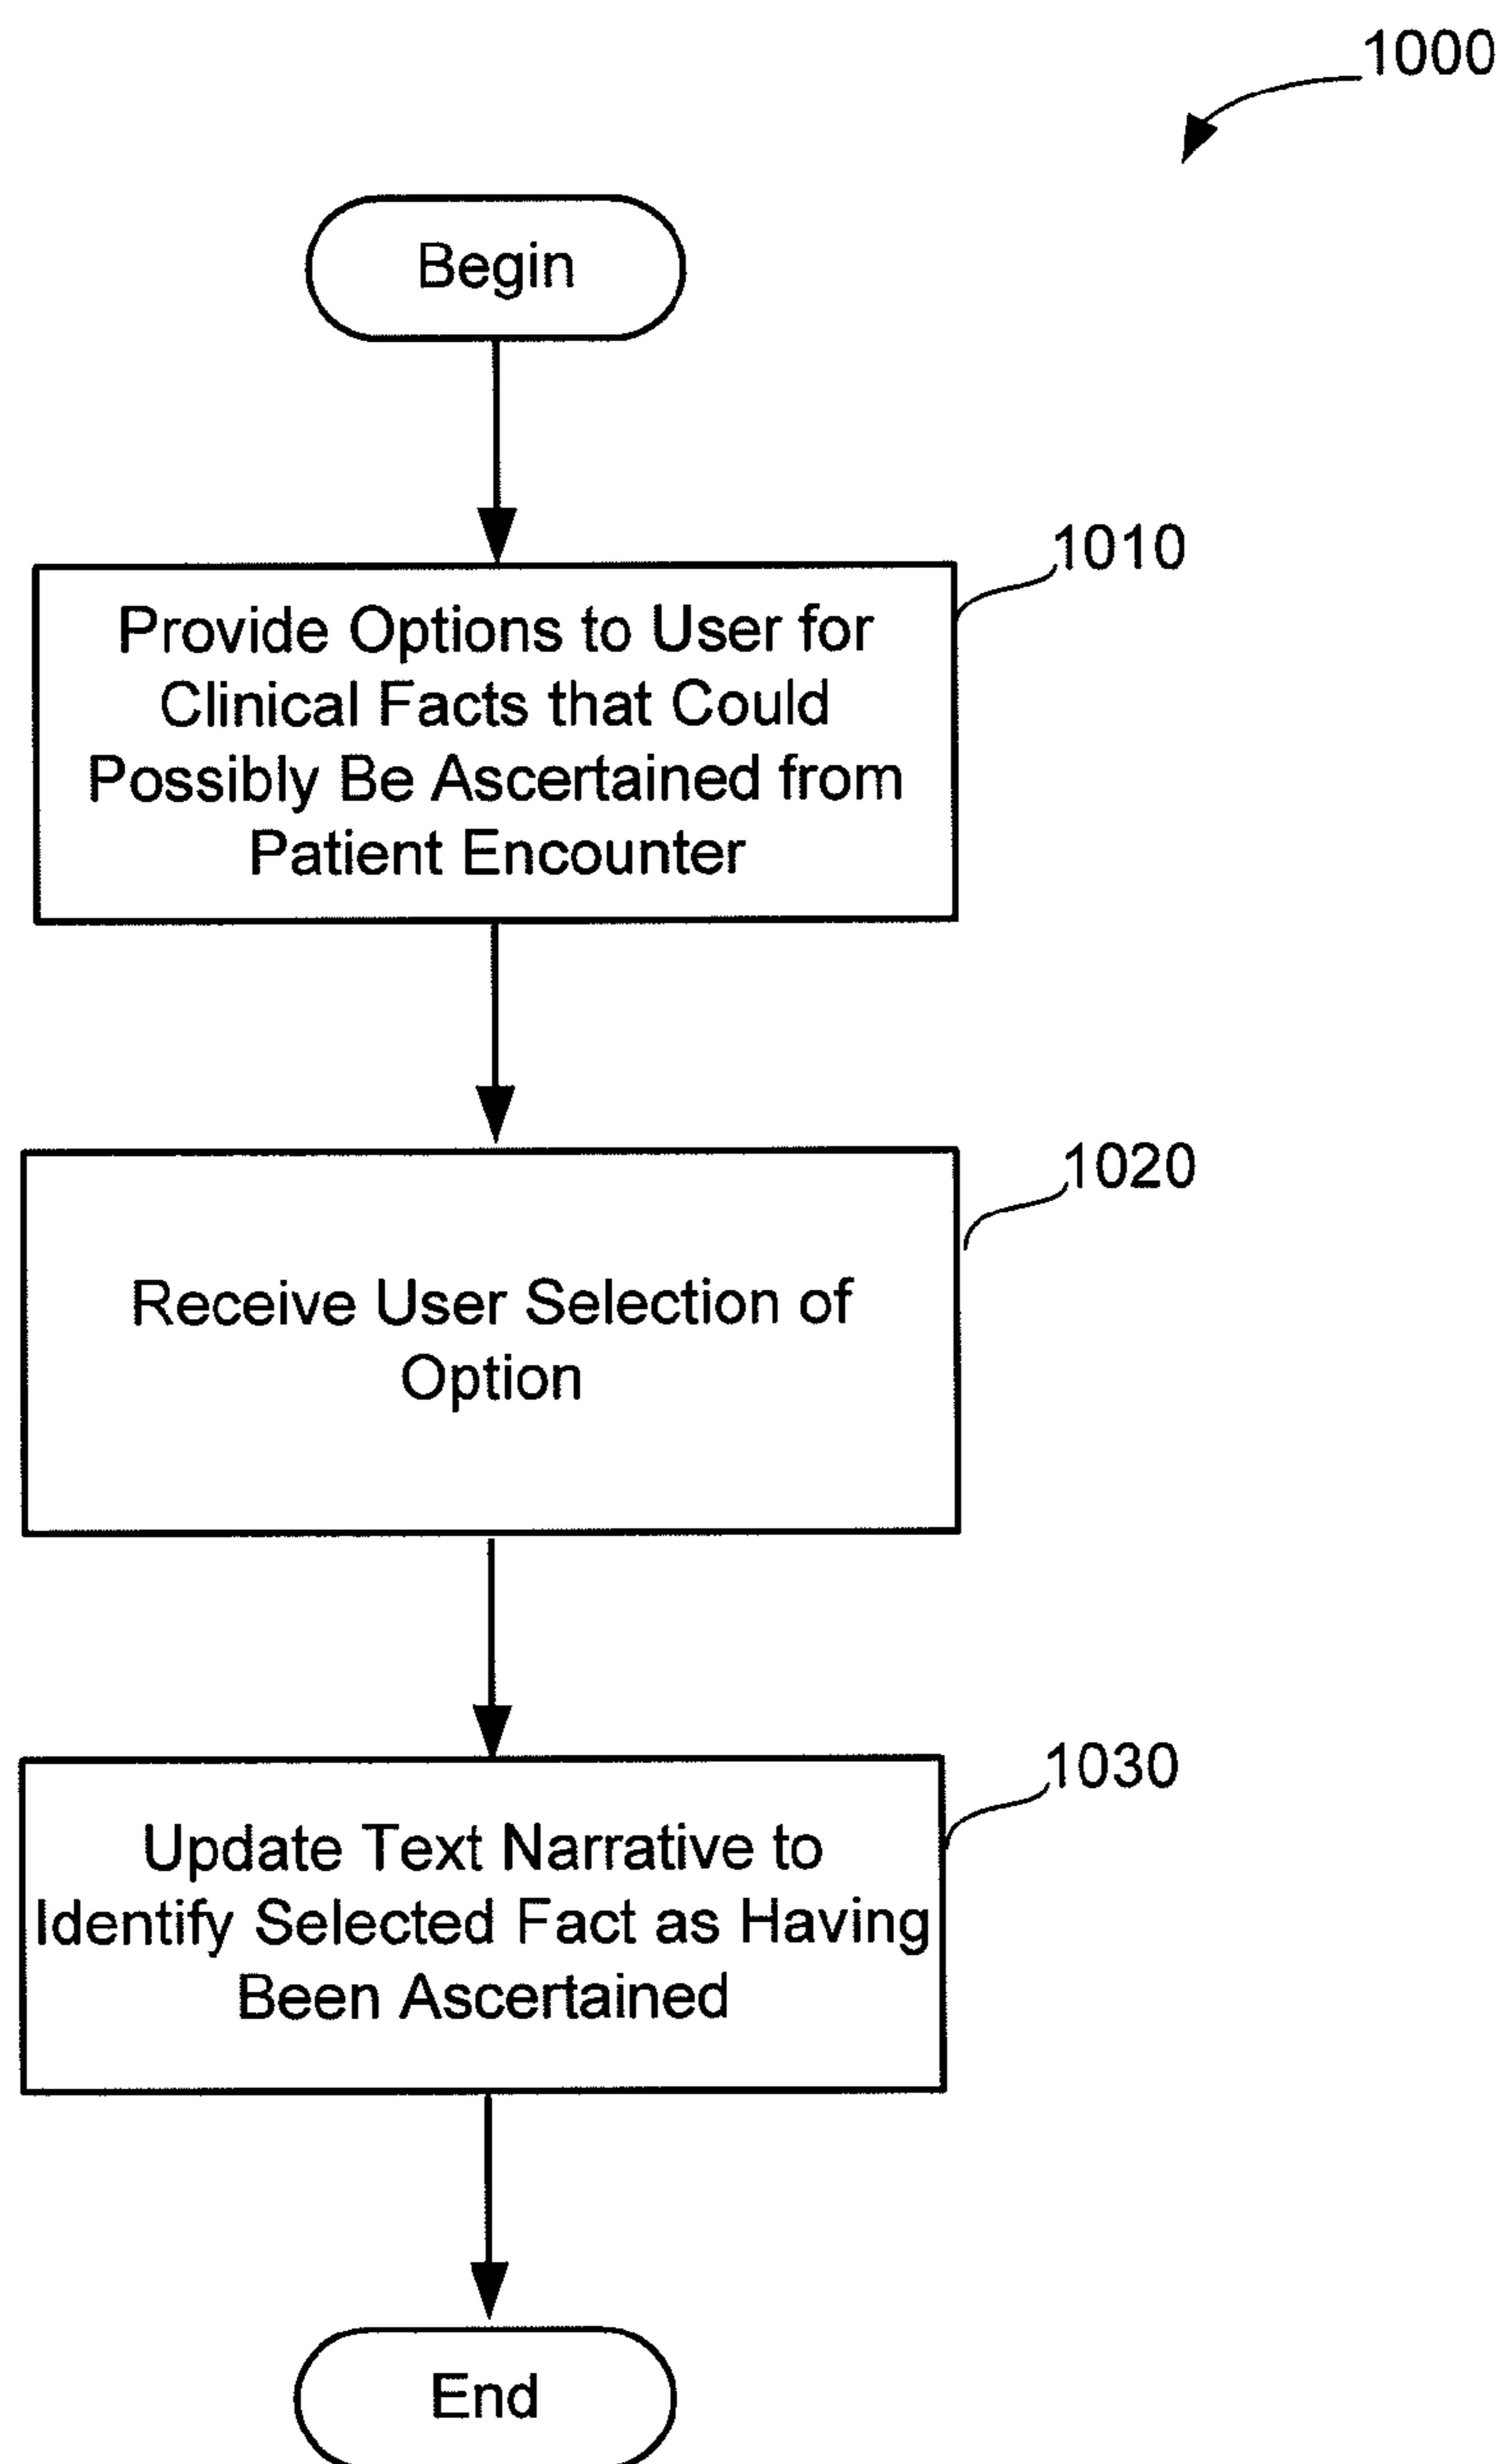 1000
Begin
1010
Provide Options to User for
Clinical Facts that Could
Possibly Be Ascertained from
Patient Encounter
1020
Receive User Selection of
Option
1030
Update Text Narrative to
Identify Selected Fact as Having
Been Ascertained
End